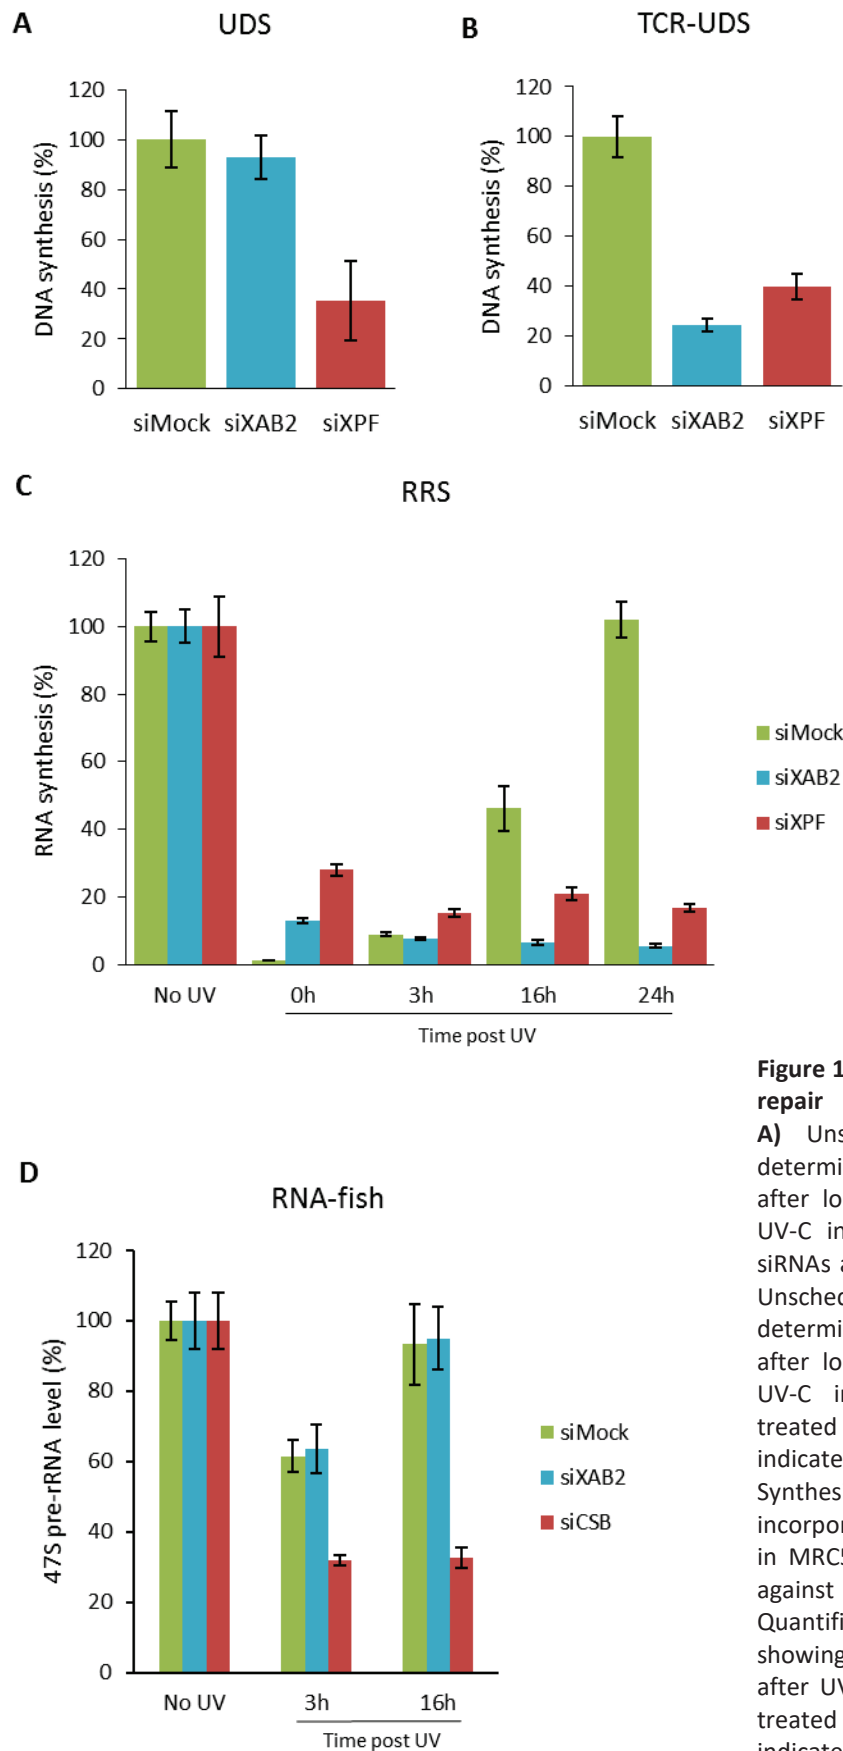 A
UDS
DNA synthesis (%)
120
100
80
60
40
20
0
siMock siXAB2 siXPF
B
TCR-UDS
DNA synthesis (%)
120
100
80
60
40
20
0
siMock siXAB2 siXPF
C
RRS
RNA synthesis (%)
120
100
80
60
40
20
0
No UV 0h 3h 16h 24h
Time post UV
siMock
siXAB2
siXPF
D
RNA-fish
47S pre-rRNA level (%)
120
100
80
60
40
20
0
No UV 3h 16h
Time post UV
siMock
siXAB2
siCSB
Figure 1
repair
A) Uns
determi
after lo
UV-C in
siRNAs a
Unsched
determi
after lo
UV-C i
treated
indicate
Synthes
incorpor
in MRC5
against
Quantifi
showing
after UV
treated
indicate